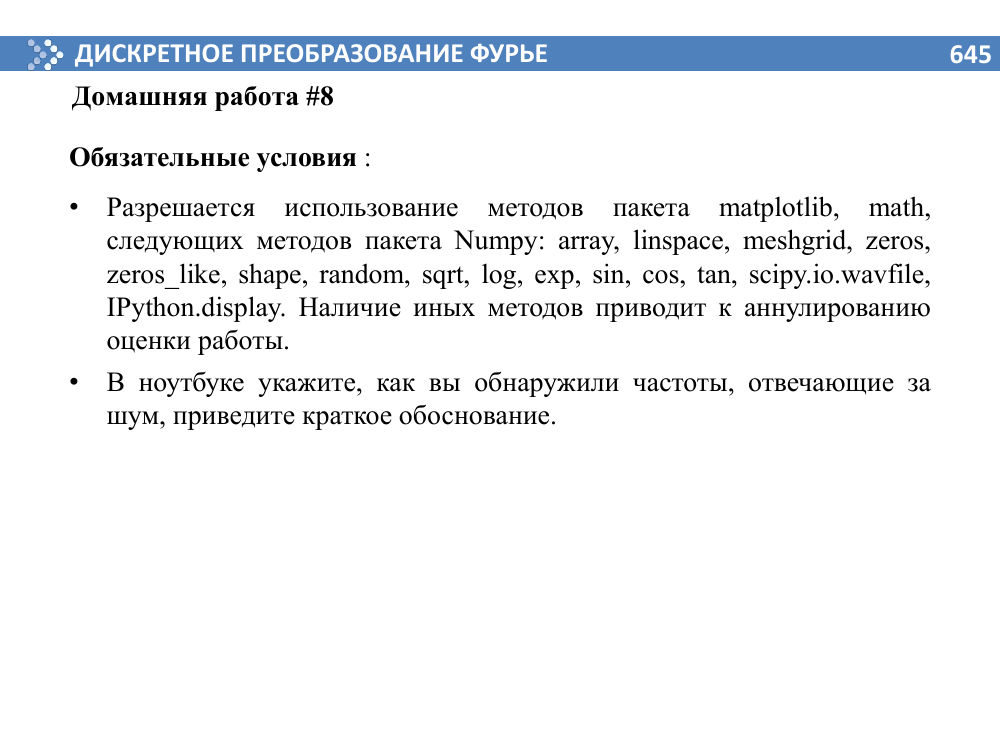 ДИСКРЕТНОЕ ПРЕОБРАЗОВАНИЕ ФУРЬЕ 645
Домашняя работа #8
Обязательные условия :
• Разрешается использование методов пакета matplotlib, math,
следующих методов пакета Numpy: array, linspace, meshgrid, zeros,
zeros_like, shape, random, sqrt, log, exp, sin, cos, tan, scipy.io.wavfile,
IPython.display. Наличие иных методов приводит к аннулированию
оценки работы.
• В ноутбуке укажите, как вы обнаружили частоты, отвечающие за
шум, приведите краткое обоснование.